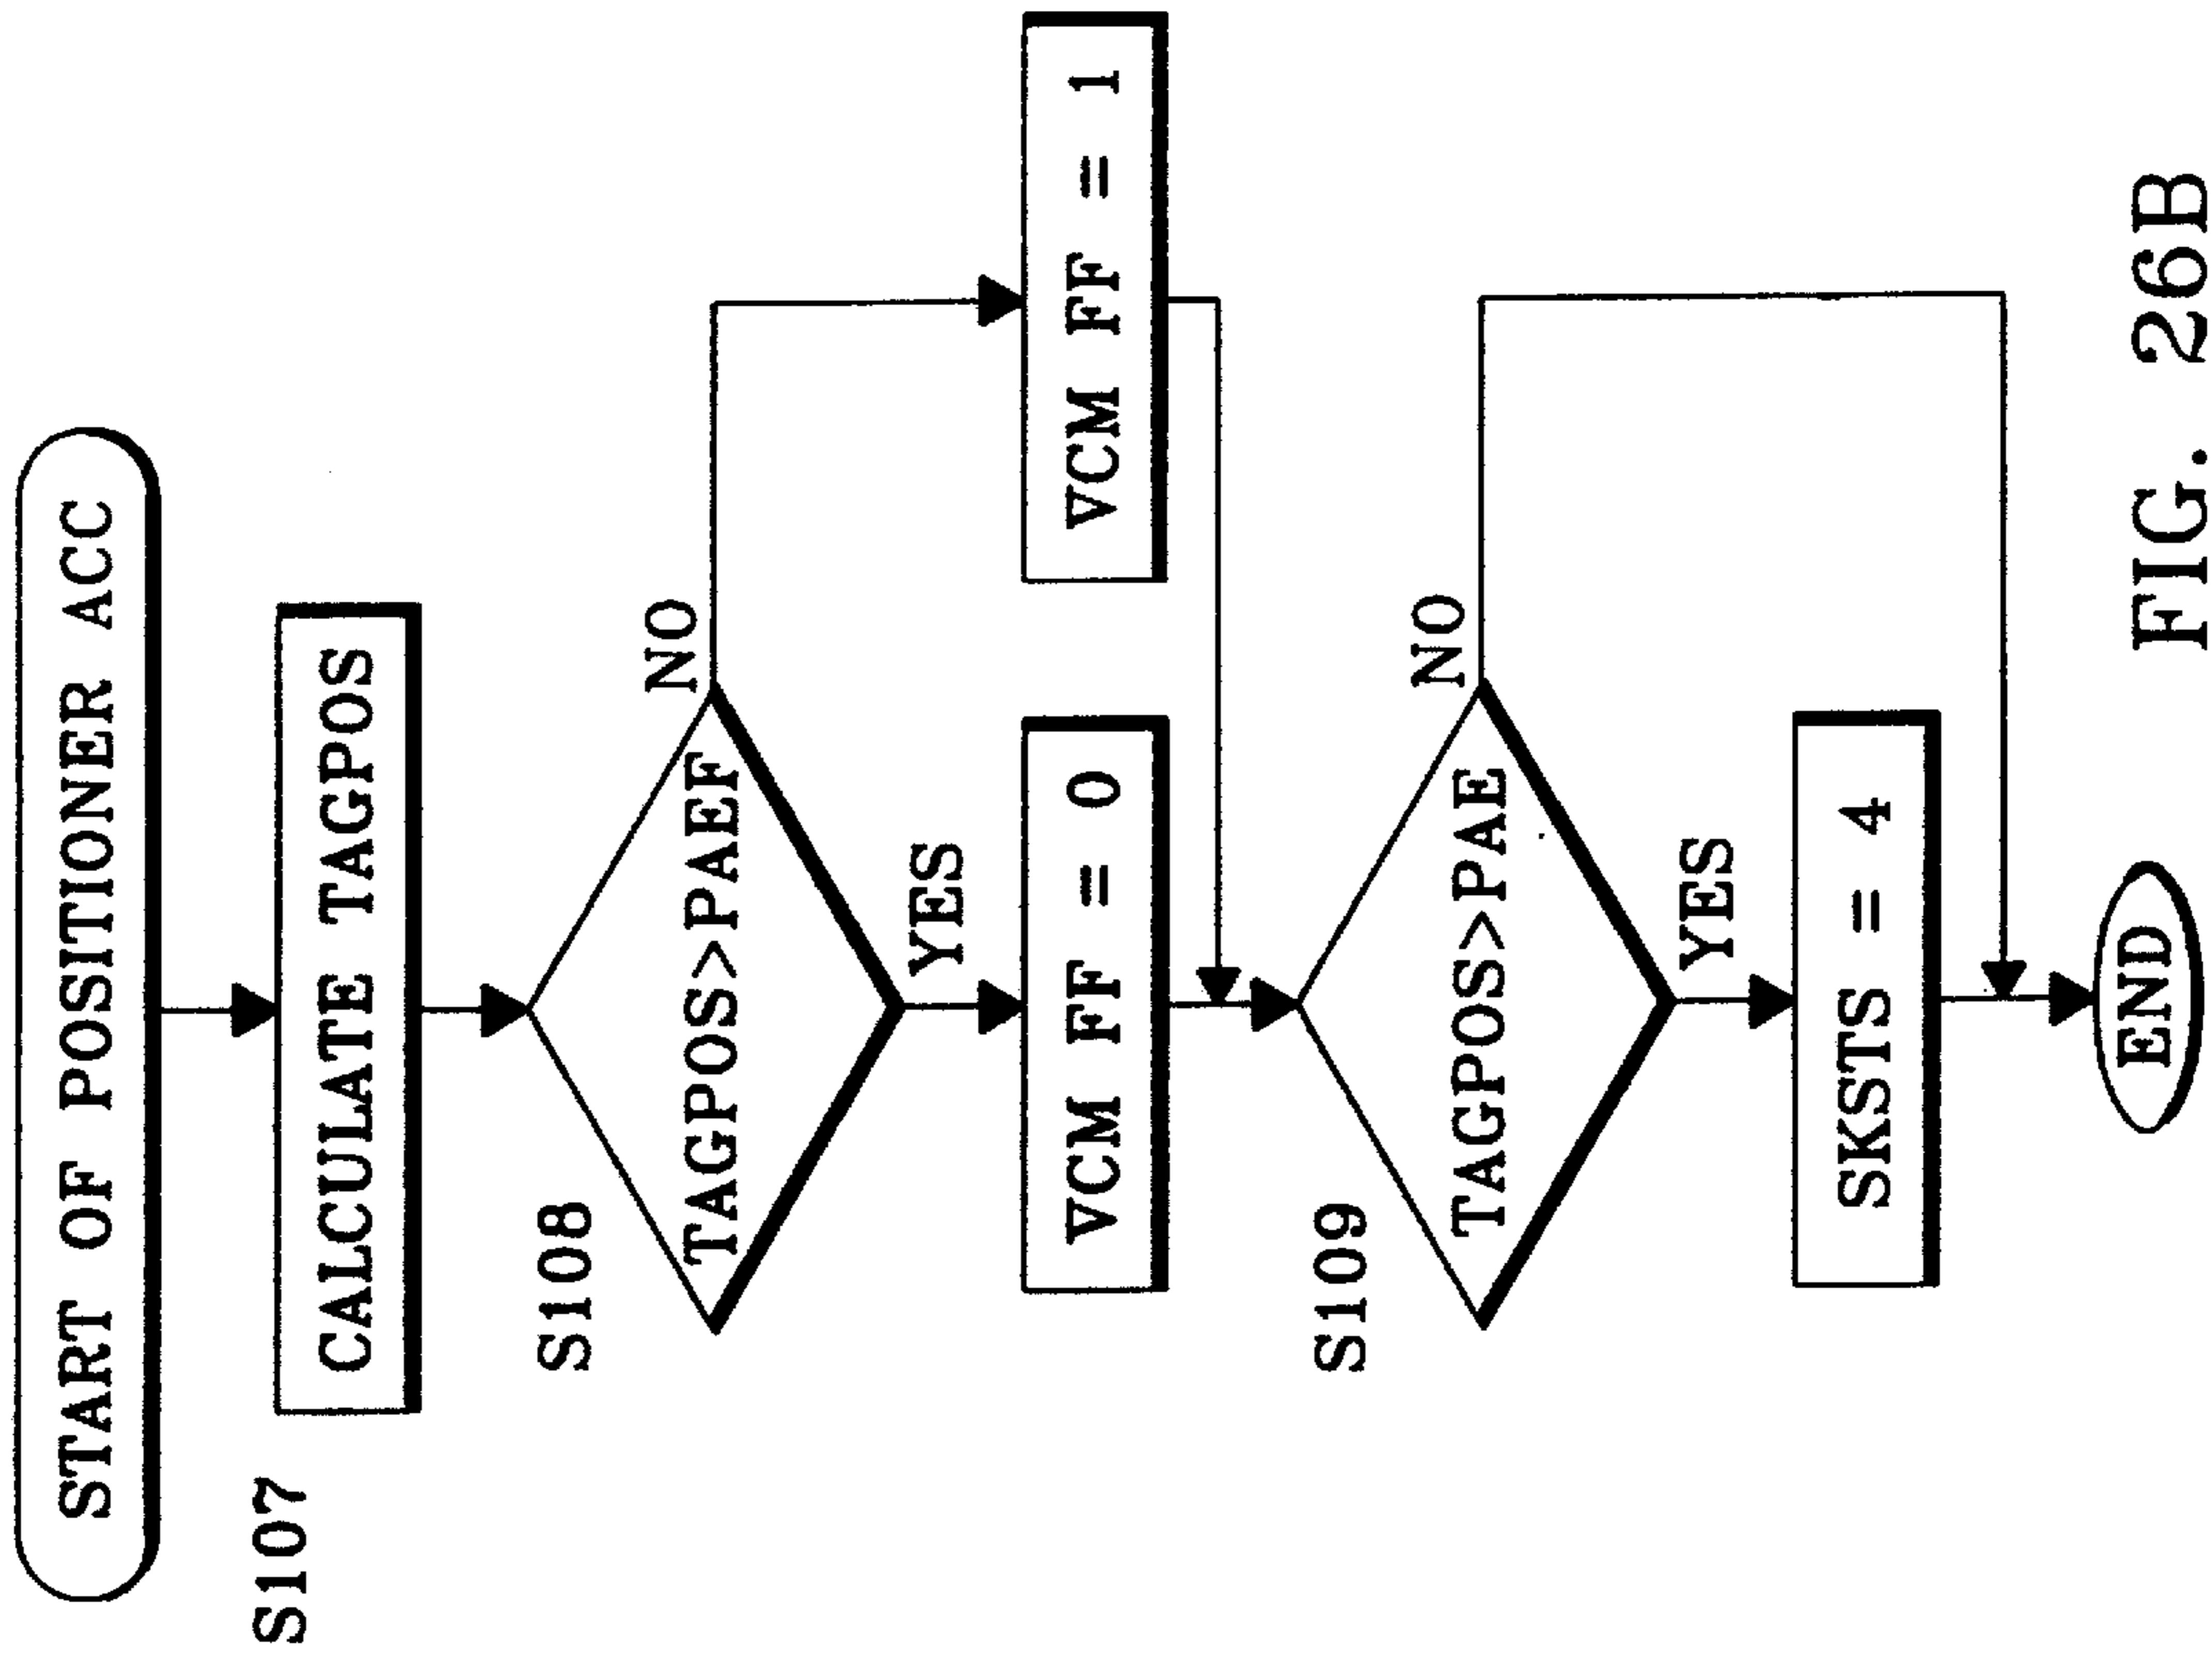 START OF POSITIONER ACC
S107
CALCULATE TAGPOS
S108
TAGPOS>PAEF
NO
YES
VCM FF = 0
VCM FF = 1
S109
TAGPOS>PAE
NO
YES
SKSTS = 4
END
FIG. 26B